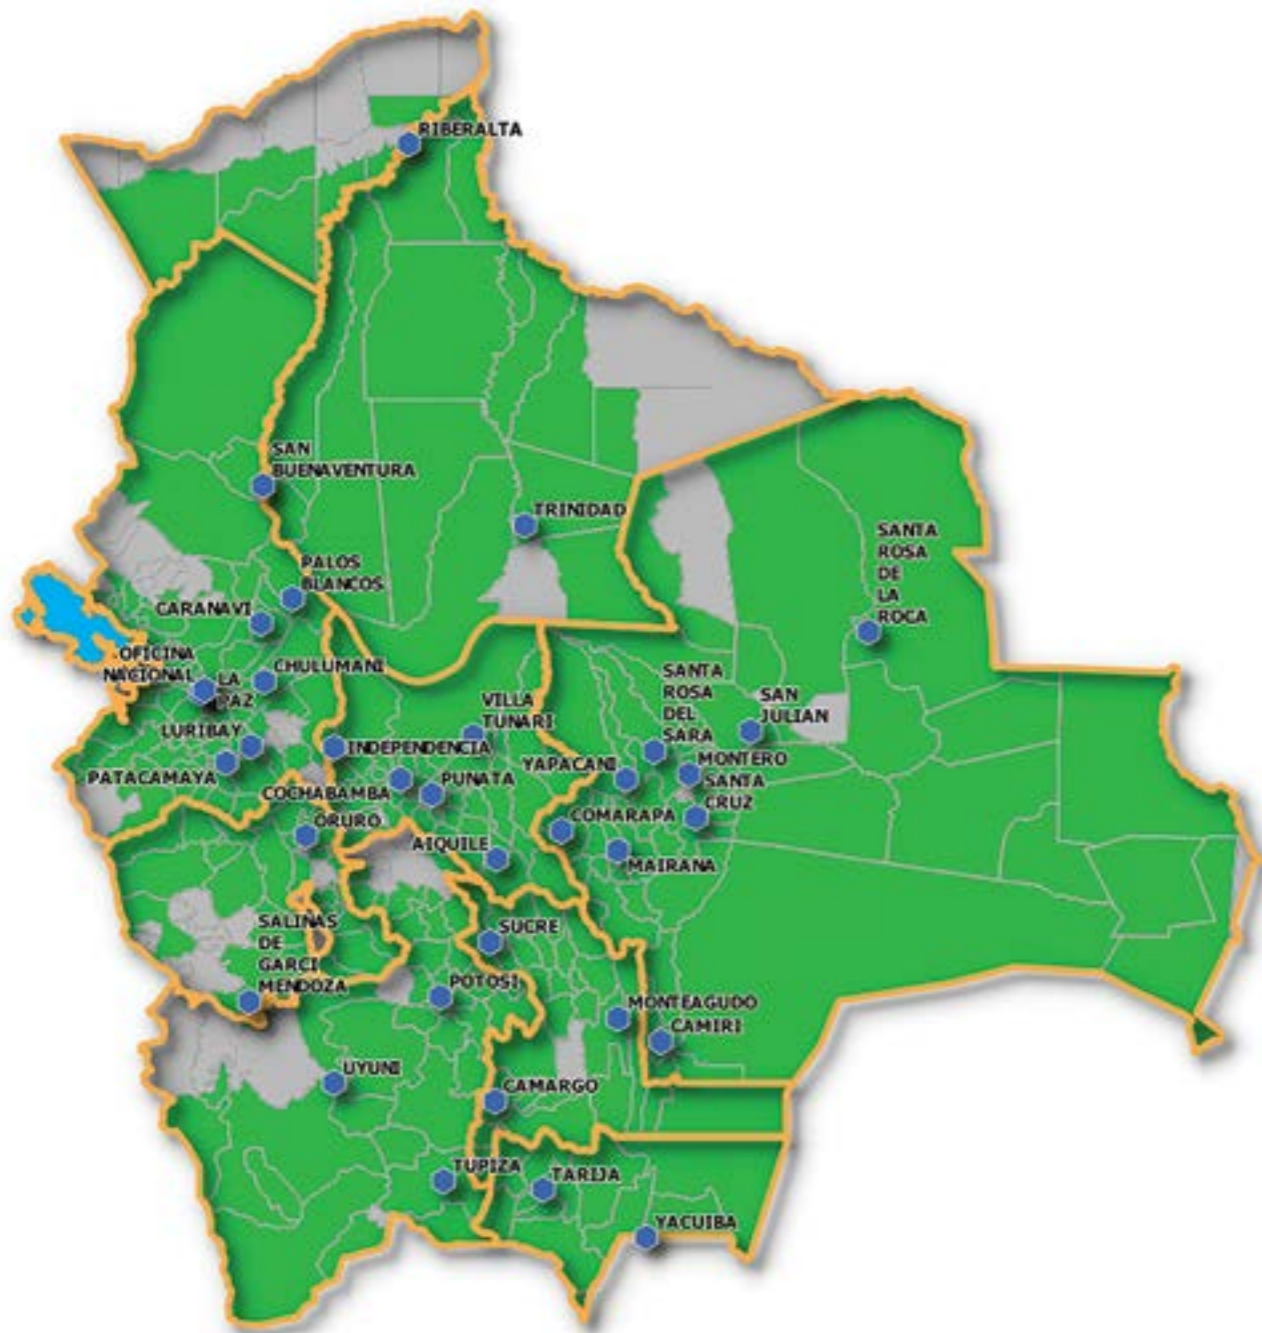 RIBERALTA
SAN
BUENAVENTURA
TRINIDAD
SANTA
ROSA
DE
LA
ROCA
PALOS
BLANCOS
CARANAVI
OFICINA
NACIONAL
LA
PAZ
CHULUMANI
VILLA
TUNARI
SANTA
ROSA
DEL
SARA
SAN
JULIAN
LURIBAY
INDEPENDENCIA
PATACAMAYA
YAPACANI
MONTERO
COCHABAMBA
PUNATA
SANTA
CRUZ
ORURO
COMARAPA
AIQUILE
MAIRANA
SALINAS
DE
GARCI
MENDOZA
SUCRE
POTOSI
MONTEAGUDO
CAMIRI
UYUNI
CAMARGO
TUPIZA
TARIJA
YACUIBA